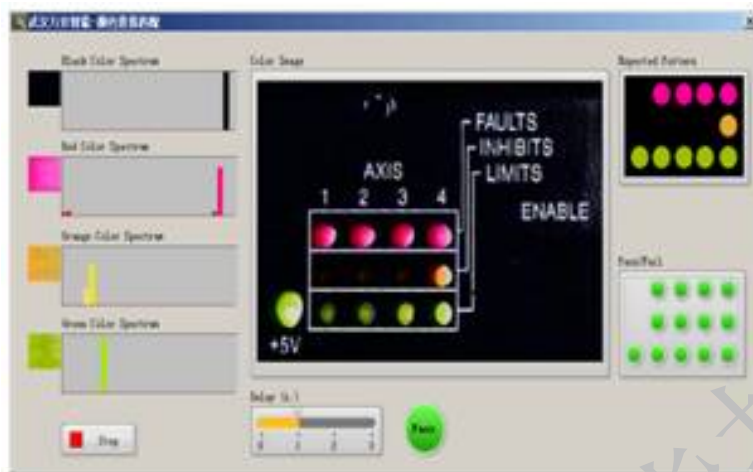 Black Color Spectrum
Color Image
Expected Pattern
Red Color Spectrum
Orange Color Spectrum
Green Color Spectrum
FAULTS
INHIBITS
LIMITS
AXIS
1 2 3 4
ENABLE
+5V
Pass/Fail
Stop
Pass